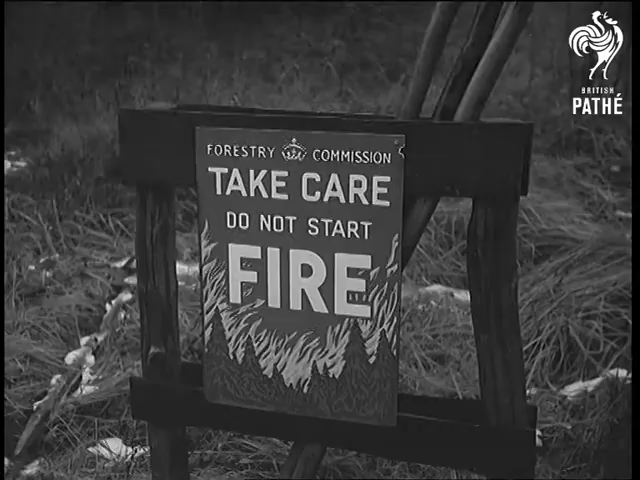 BRITISH
PATHÉ
FORESTRY COMMISSION
TAKE CARE
DO NOT START
FIRE